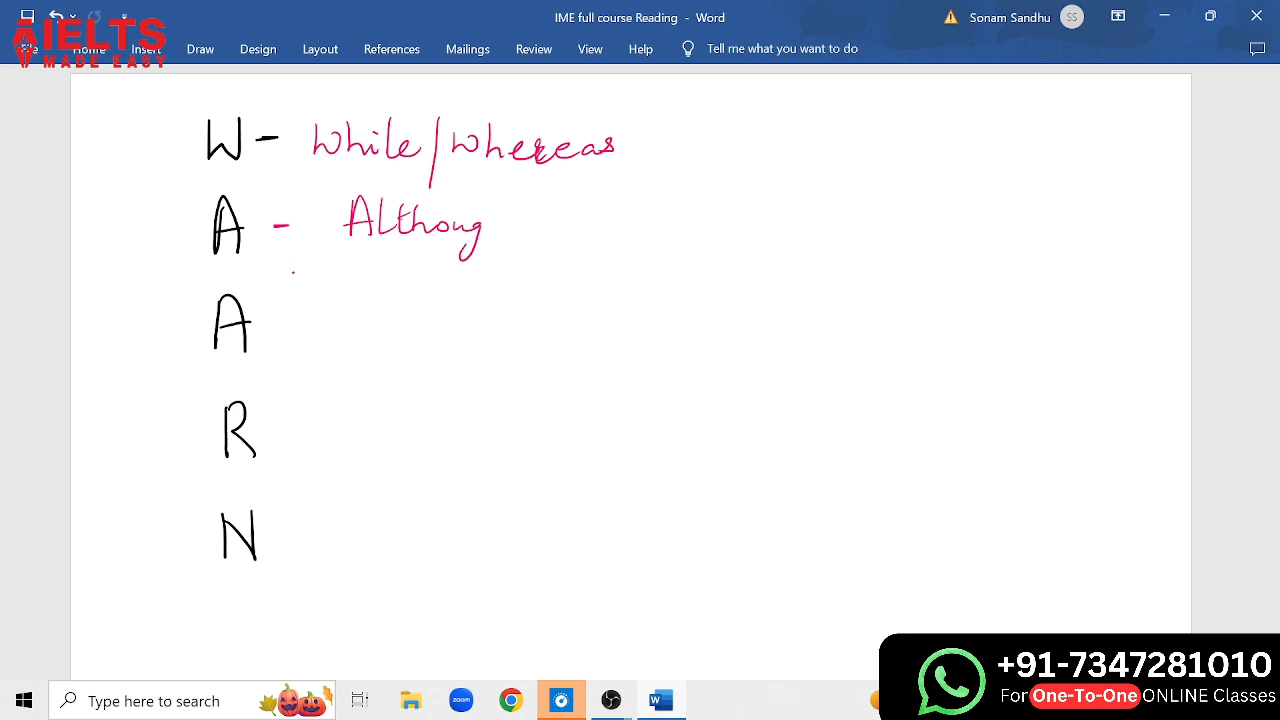 IME full course Reading - Word
Sonam Sandhu SS
IELTS
MADE EASY
File Home Insert Draw Design Layout References Mailings Review View Help Tell me what you want to do
W - While/Whereas
A - Althoug
A
R
N
+91-7347281010
For One-To-One ONLINE Classes
Type here to search
zoom